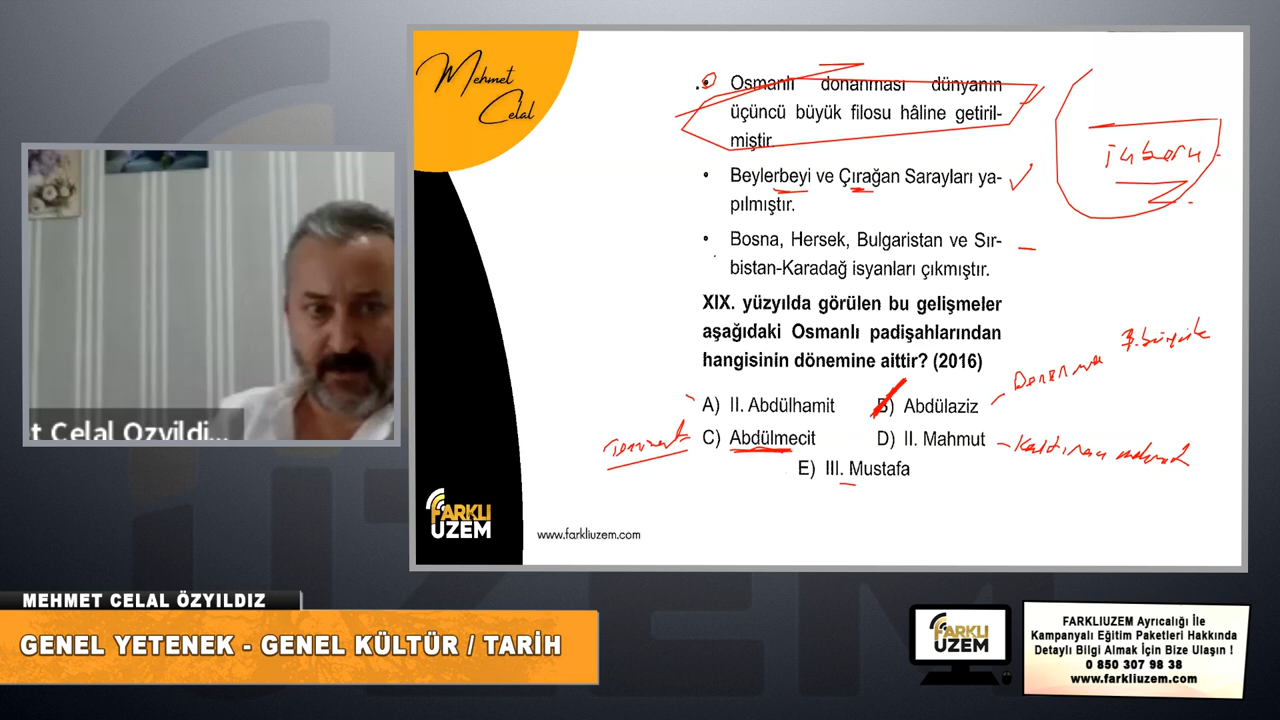 Mehmet
Celal
• Osmanlı donanması dünyanın
üçüncü büyük filosu hâline getiril-
miştir.
• Beylerbeyi ve Çırağan Sarayları ya-
pılmıştır.
• Bosna, Hersek, Bulgaristan ve Sır-
bistan-Karadağ isyanları çıkmıştır.
XIX. yüzyılda görülen bu gelişmeler
aşağıdaki Osmanlı padişahlarından
hangisinin dönemine aittir? (2016)
A) II. Abdülhamit B) Abdülaziz
C) Abdülmecit D) II. Mahmut
E) III. Mustafa
Donanma
t Celal Ozyildi...
FARKLI
UZEM
www.farkliuzem.com
MEHMET CELAL ÖZYILDIZ
GENEL YETENEK - GENEL KÜLTÜR / TARİH
FARKLI
UZEM
FARKLIUZEM Ayrıcalığı İle
Kampanyalı Eğitim Paketleri Hakkında
Detaylı Bilgi Almak İçin Bize Ulaşın !
0 850 307 98 38
www.farkliuzem.com